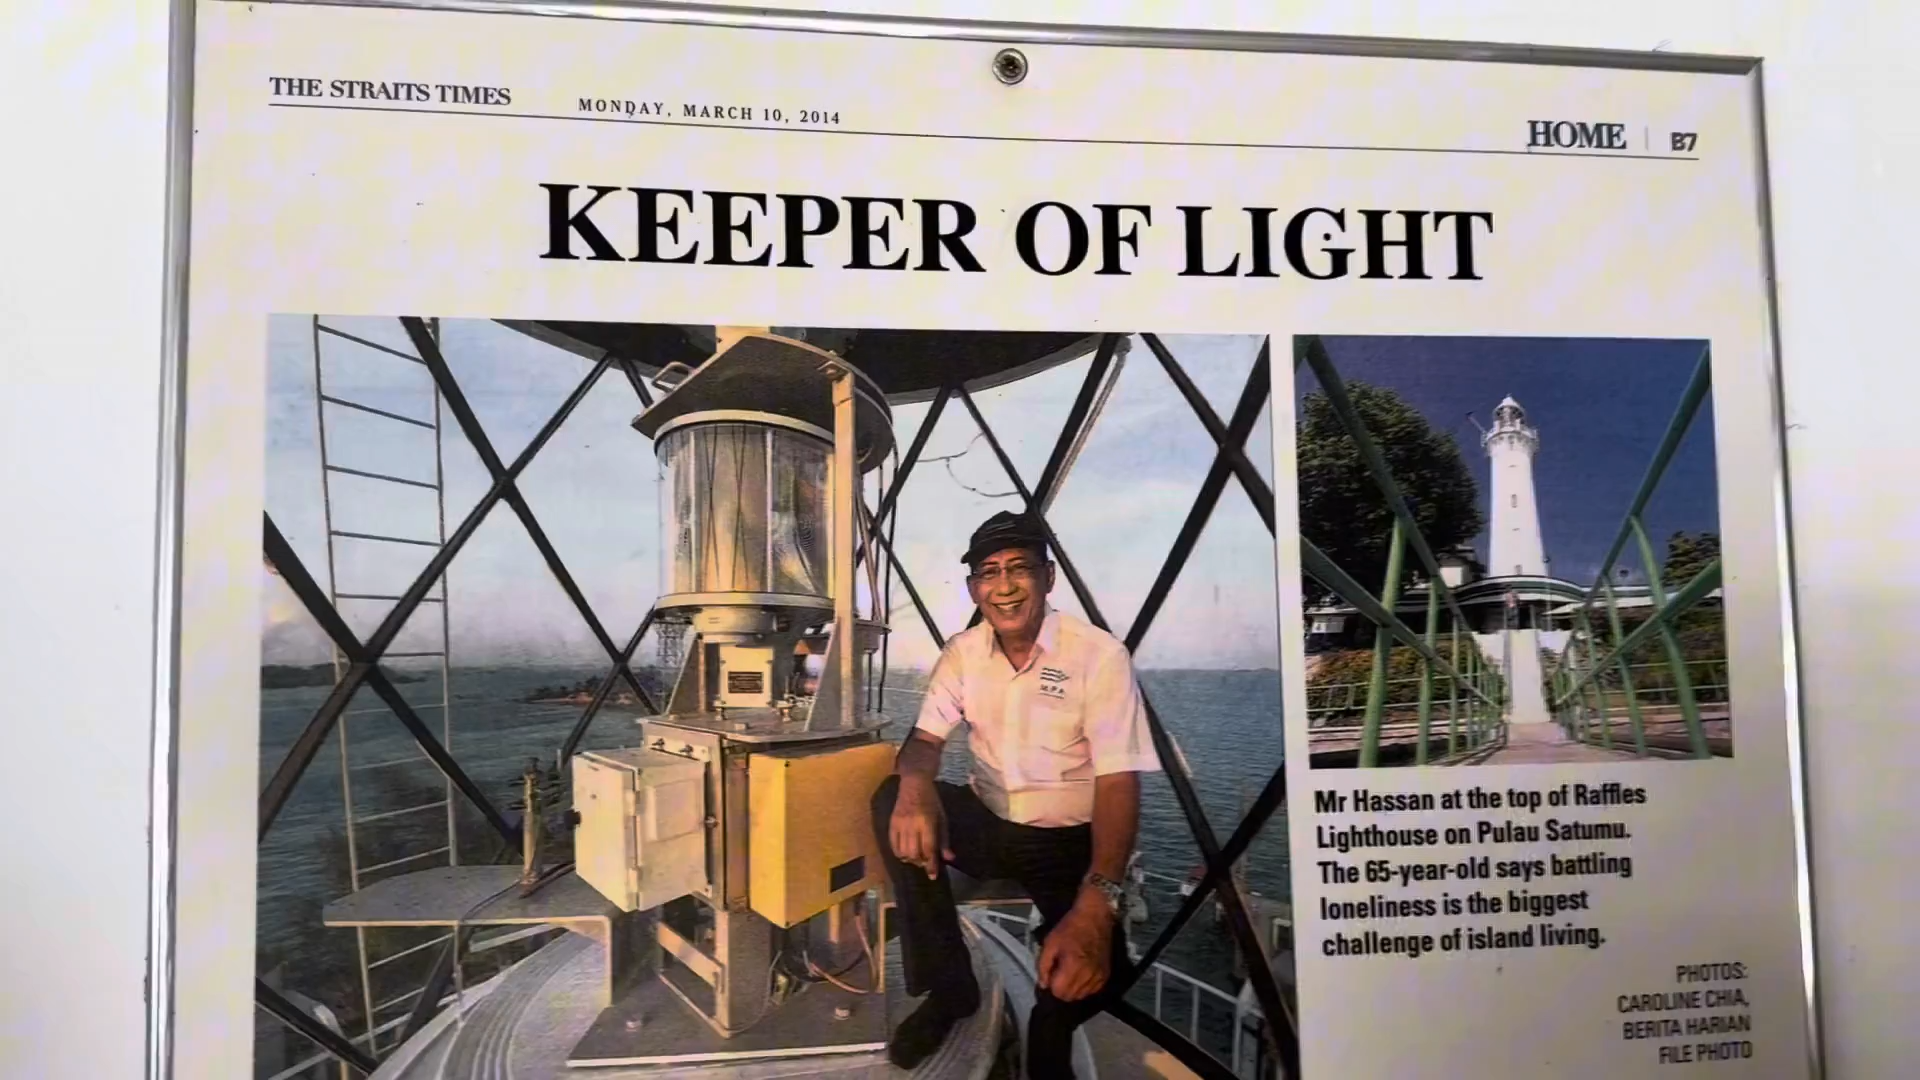 THE STRAITS TIMES
MONDAY, MARCH 10, 2014
HOME | B7
KEEPER OF LIGHT
M.P.A
Mr Hassan at the top of Raffles
Lighthouse on Pulau Satumu.
The 65-year-old says battling
loneliness is the biggest
challenge of island living.
PHOTOS:
CAROLINE CHIA,
BERITA HARIAN
FILE PHOTO